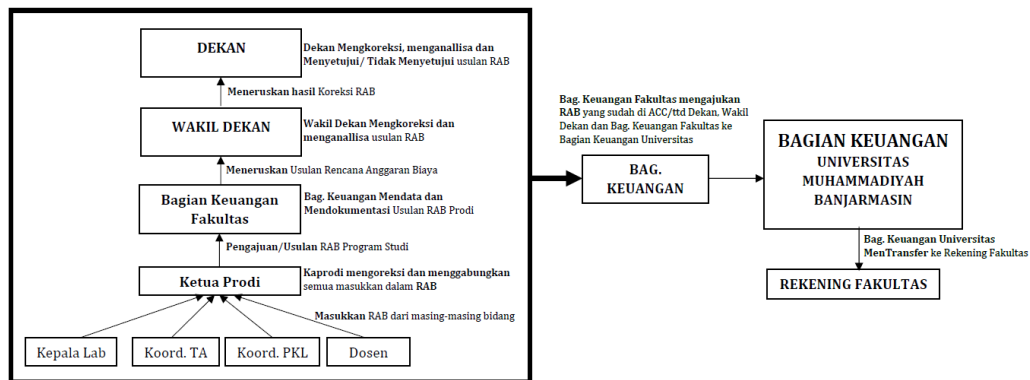 DEKAN
Dekan Mengkoreksi, menganallisa dan
Menyetujui/ Tidak Menyetujui usulan RAB
Meneruskan hasil Koreksi RAB
WAKIL DEKAN
Wakil Dekan Mengkoreksi dan
menganallisa usulan RAB
Meneruskan Usulan Rencana Anggaran Biaya
Bagian Keuangan
Fakultas
Bag. Keuangan Mendata dan
Mendokumentasi Usulan RAB Prodi
Pengajuan/Usulan RAB Program Studi
Ketua Prodi
Kaprodi mengoreksi dan menggabungkan
semua masukkan dalam RAB
Masukkan RAB dari masing-masing bidang
Kepala Lab
Koord. TA
Koord. PKL
Dosen
Bag. Keuangan Fakultas mengajukan
RAB yang sudah di ACC/ttd Dekan, Wakil
Dekan dan Bag. Keuangan Fakultas ke
Bagian Keuangan Universitas
BAG.
KEUANGAN
BAGIAN KEUANGAN
UNIVERSITAS
MUHAMMADIYAH
BANJARMASIN
Bag. Keuangan Universitas
MenTransfer ke Rekening Fakultas
REKENING FAKULTAS